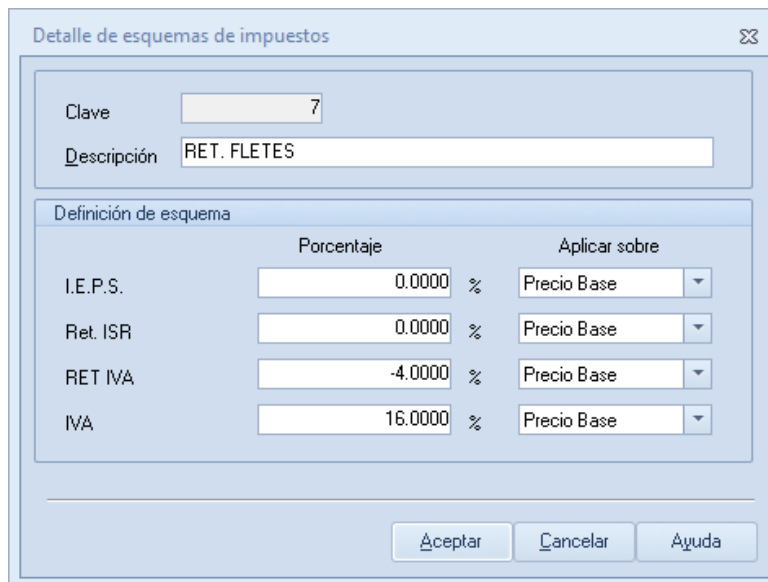 Detalle de esquemas de impuestos
Clave 7
Descripción RET. FLETES
Definición de esquema
Porcentaje Aplicar sobre
I.E.P.S. 0.0000 % Precio Base
Ret. ISR 0.0000 % Precio Base
RET IVA -4.0000 % Precio Base
IVA 16.0000 % Precio Base
Aceptar Cancelar Ayuda